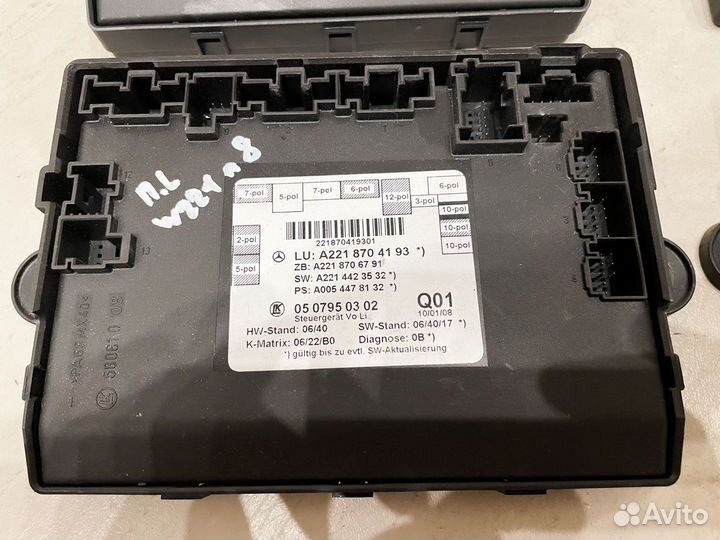 7-pol
5-pol
7-pol
6-pol
12-pol
3-pol
6-pol
10-pol
10-pol
10-pol
2-pol
5-pol
221870419301
LU: A221 870 41 93 *)
ZB: A221 870 67 91
SW: A221 442 35 32 *)
PS: A005 447 81 32 *)
05 0795 03 02
Q01
Steuergerät Vo Li
10/01/08
HW-Stand: 06/40
SW-Stand: 06/40/17 *)
K-Matrix: 06/22/B0
Diagnose: 0B *)
*) gültig bis zu evtl. SW-Aktualisierung
П.L
W221 л8
13
5
Avito